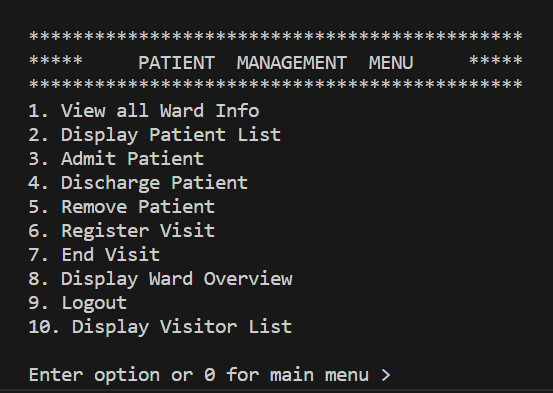 *********************************************
*****     PATIENT  MANAGEMENT  MENU     *****
*********************************************
1. View all Ward Info
2. Display Patient List
3. Admit Patient
4. Discharge Patient
5. Remove Patient
6. Register Visit
7. End Visit
8. Display Ward Overview
9. Logout
10. Display Visitor List
Enter option or 0 for main menu >